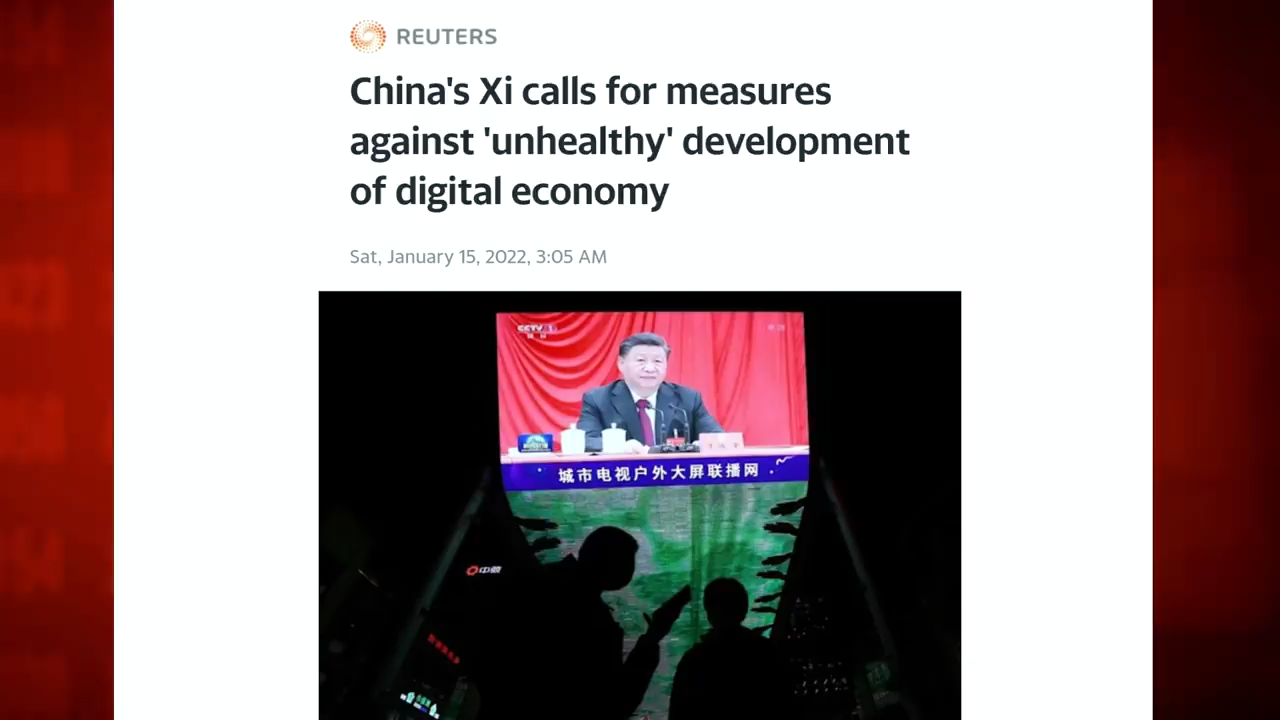 REUTERS
China's Xi calls for measures
against 'unhealthy' development
of digital economy
Sat, January 15, 2022, 3:05 AM
CCTV
城市电视户外大屏联播网